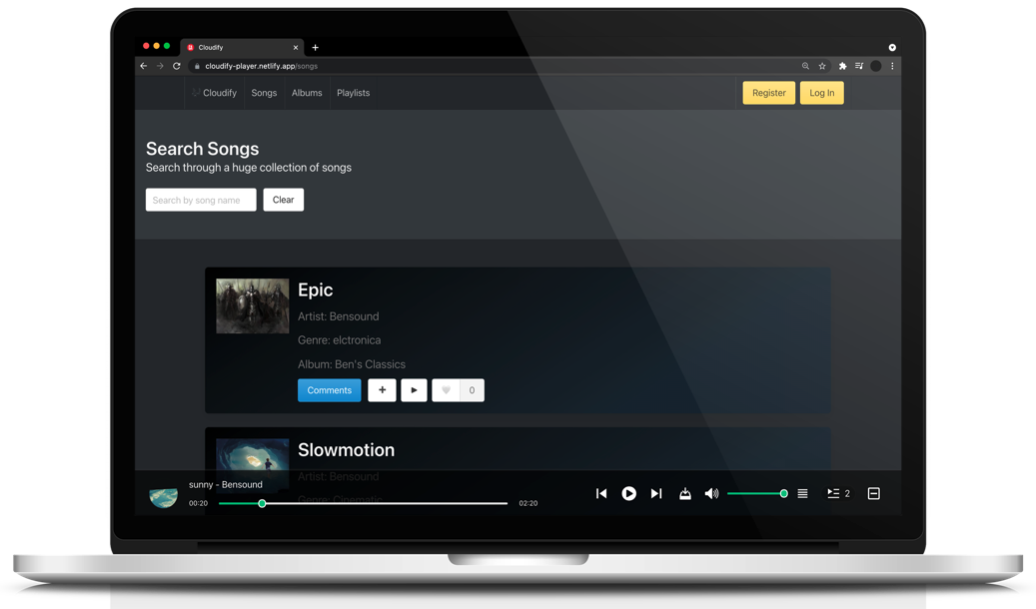 Cloudify
cloudify-player.netlify.app/songs
Cloudify Songs Albums Playlists Register Log In
Search Songs
Search through a huge collection of songs
Search by song name Clear
Epic
Artist: Bensound
Genre: elctronica
Album: Ben's Classics
Comments 0
Slowmotion
Artist: Bensound
Genre: Cinematic
sunny - Bensound
00:20 02:20 2